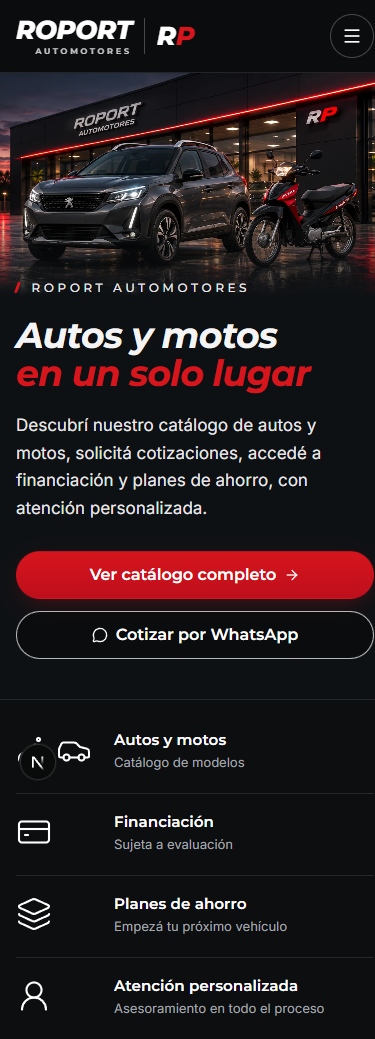 ROPORT RP
AUTOMOTORES
ROPORT
AUTOMOTORES
RP
ROPORT AUTOMOTORES
Autos y motos
en un solo lugar
Descubrí nuestro catálogo de autos y
motos, solicitá cotizaciones, accedé a
financiación y planes de ahorro, con
atención personalizada.
Ver catálogo completo →
Cotizar por WhatsApp
Autos y motos
Catálogo de modelos
N
Financiación
Sujeta a evaluación
Planes de ahorro
Empezá tu próximo vehículo
Atención personalizada
Asesoramiento en todo el proceso